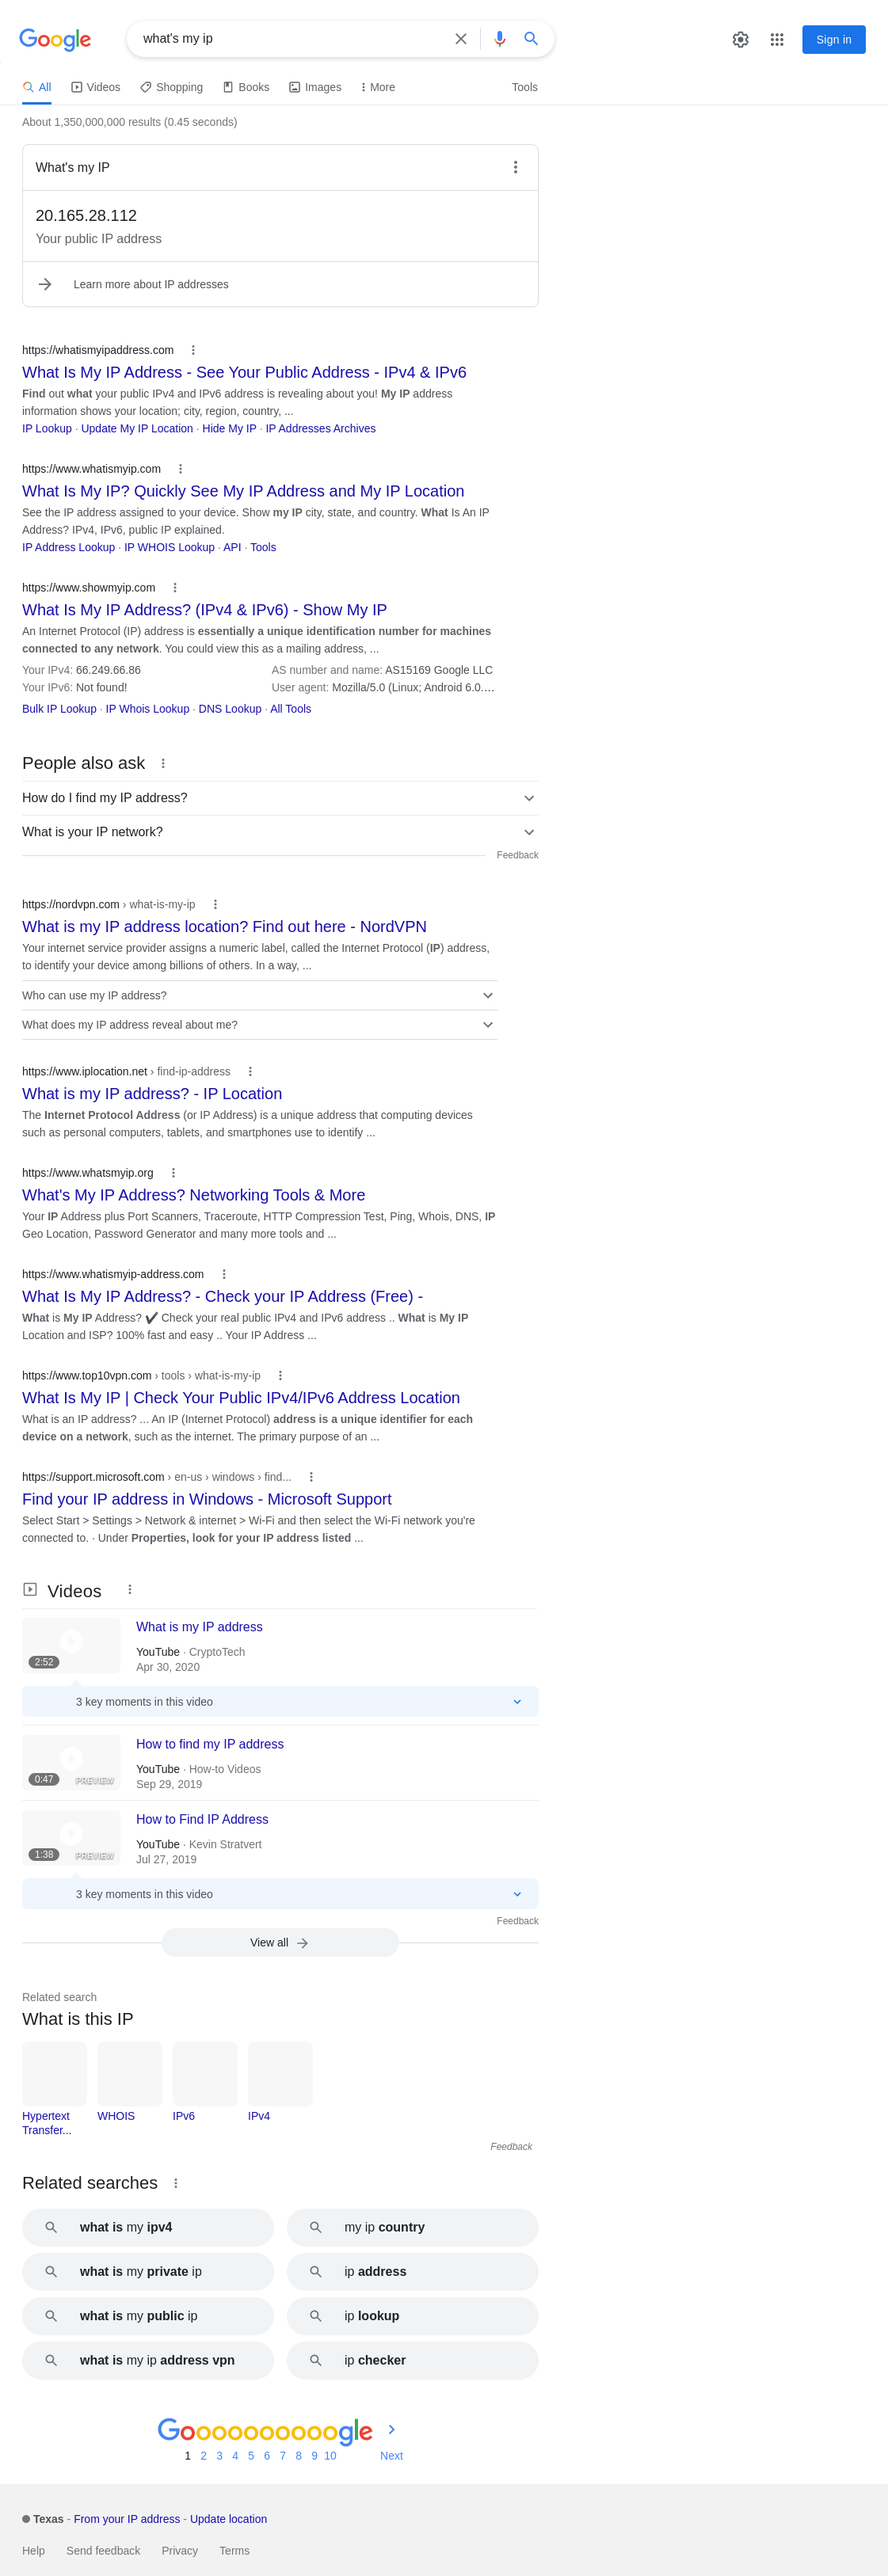 Google
what's my ip
Sign in
All Videos Shopping Books Images More Tools
About 1,350,000,000 results (0.45 seconds)
What's my IP
20.165.28.112
Your public IP address
Learn more about IP addresses
https://whatismyipaddress.com
What Is My IP Address - See Your Public Address - IPv4 & IPv6
Find out what your public IPv4 and IPv6 address is revealing about you! My IP address
information shows your location; city, region, country, ...
IP Lookup · Update My IP Location · Hide My IP · IP Addresses Archives
https://www.whatismyip.com
What Is My IP? Quickly See My IP Address and My IP Location
See the IP address assigned to your device. Show my IP city, state, and country. What Is An IP
Address? IPv4, IPv6, public IP explained.
IP Address Lookup · IP WHOIS Lookup · API · Tools
https://www.showmyip.com
What Is My IP Address? (IPv4 & IPv6) - Show My IP
An Internet Protocol (IP) address is essentially a unique identification number for machines
connected to any network. You could view this as a mailing address, ...
Your IPv4: 66.249.66.86 AS number and name: AS15169 Google LLC
Your IPv6: Not found! User agent: Mozilla/5.0 (Linux; Android 6.0....
Bulk IP Lookup · IP Whois Lookup · DNS Lookup · All Tools
People also ask
How do I find my IP address?
What is your IP network?
Feedback
https://nordvpn.com › what-is-my-ip
What is my IP address location? Find out here - NordVPN
Your internet service provider assigns a numeric label, called the Internet Protocol (IP) address,
to identify your device among billions of others. In a way, ...
Who can use my IP address?
What does my IP address reveal about me?
https://www.iplocation.net › find-ip-address
What is my IP address? - IP Location
The Internet Protocol Address (or IP Address) is a unique address that computing devices
such as personal computers, tablets, and smartphones use to identify ...
https://www.whatsmyip.org
What's My IP Address? Networking Tools & More
Your IP Address plus Port Scanners, Traceroute, HTTP Compression Test, Ping, Whois, DNS, IP
Geo Location, Password Generator and many more tools and ...
https://www.whatismyip-address.com
What Is My IP Address? - Check your IP Address (Free) -
What is My IP Address? ✔ Check your real public IPv4 and IPv6 address .. What is My IP
Location and ISP? 100% fast and easy .. Your IP Address ...
https://www.top10vpn.com › tools › what-is-my-ip
What Is My IP | Check Your Public IPv4/IPv6 Address Location
What is an IP address? ... An IP (Internet Protocol) address is a unique identifier for each
device on a network, such as the internet. The primary purpose of an ...
https://support.microsoft.com › en-us › windows › find...
Find your IP address in Windows - Microsoft Support
Select Start > Settings > Network & internet > Wi-Fi and then select the Wi-Fi network you're
connected to. · Under Properties, look for your IP address listed ...
Videos
What is my IP address
2:52
YouTube · CryptoTech
Apr 30, 2020
3 key moments in this video
How to find my IP address
0:47 PREVIEW
YouTube · How-to Videos
Sep 29, 2019
How to Find IP Address
1:38 PREVIEW
YouTube · Kevin Stratvert
Jul 27, 2019
3 key moments in this video
Feedback
View all
Related search
What is this IP
Hypertext
Transfer...
WHOIS
IPv6
IPv4
Feedback
Related searches
what is my ipv4
my ip country
what is my private ip
ip address
what is my public ip
ip lookup
what is my ip address vpn
ip checker
Goooooooooogle
1 2 3 4 5 6 7 8 9 10 Next
Texas - From your IP address - Update location
Help Send feedback Privacy Terms